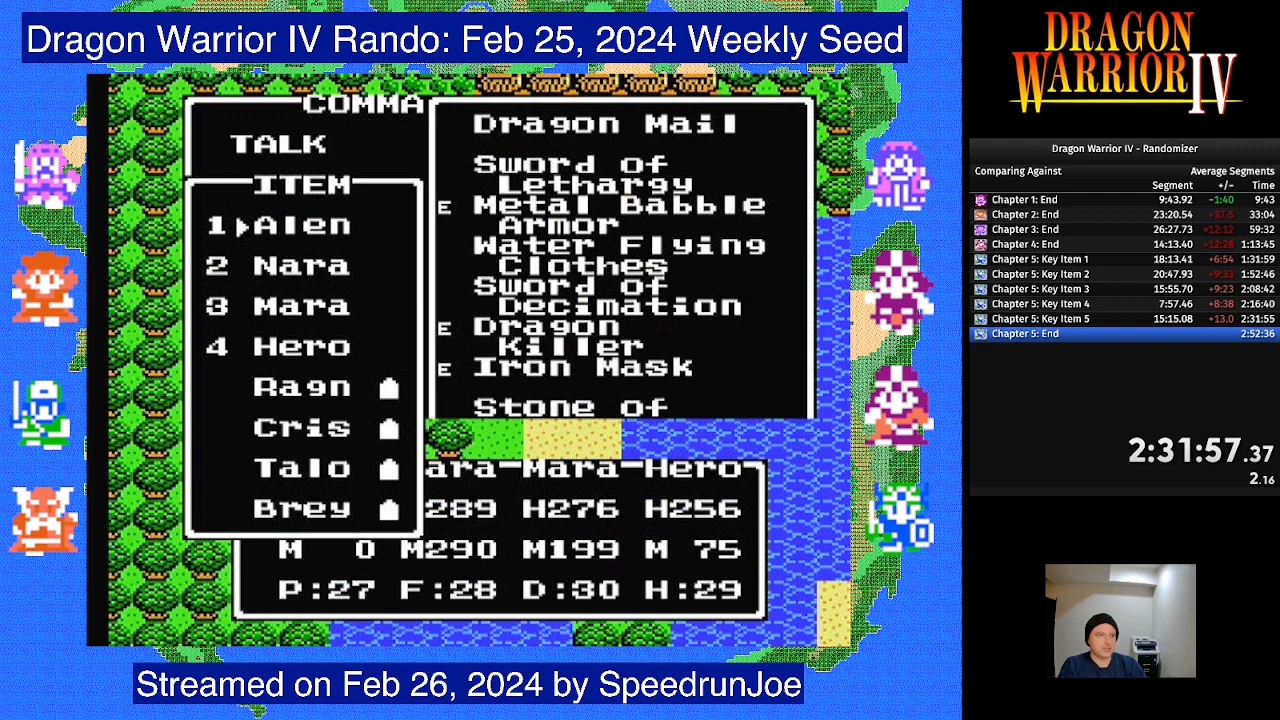 Dragon Warrior IV Rando: Feb 25, 2024 Weekly Seed
COMMA
TALK
ITEM
1 Alen
2 Nara
3 Mara
4 Hero
Ragn
Cris
Talo
Brey
Dragon Mail
Sword of
Lethargy
E Metal Babble
Armor
Water Flying
Clothes
Sword of
Decimation
E Dragon
Killer
E Iron Mask
Stone of
ara Mara Hero
289 H276 H256
M 0 M290 M199 M 75
P:27 F:28 D:30 H:29
Streamed on Feb 26, 2024 by SpeedrunJoe
DRAGON
WARRIOR IV
Dragon Warrior IV - Randomizer
Comparing Against Average Segments
Segment +/- Time
Chapter 1: End 9:43.92 −1:40 9:43
Chapter 2: End 23:20.54 +37.5 33:04
Chapter 3: End 26:27.73 +12:12 59:32
Chapter 4: End 14:13.40 +12:28 1:13:45
Chapter 5: Key Item 1 18:13.41 +6:54 1:31:59
Chapter 5: Key Item 2 20:47.93 +9:33 1:52:46
Chapter 5: Key Item 3 15:55.70 +9:23 2:08:42
Chapter 5: Key Item 4 7:57.46 +8:38 2:16:40
Chapter 5: Key Item 5 15:15.08 +13.0 2:31:55
Chapter 5: End 2:52:36
2:31:57.37
2.16